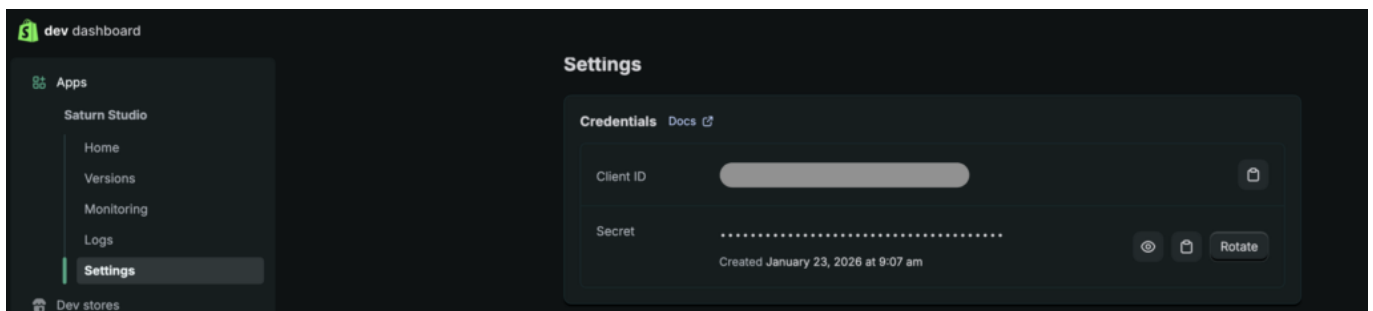 dev dashboard
Apps
Saturn Studio
Home
Versions
Monitoring
Logs
Settings
Dev stores
Settings
Credentials Docs
Client ID
Secret
••••••••••••••••••••••••••••••••••••••
Created January 23, 2026 at 9:07 am
Rotate